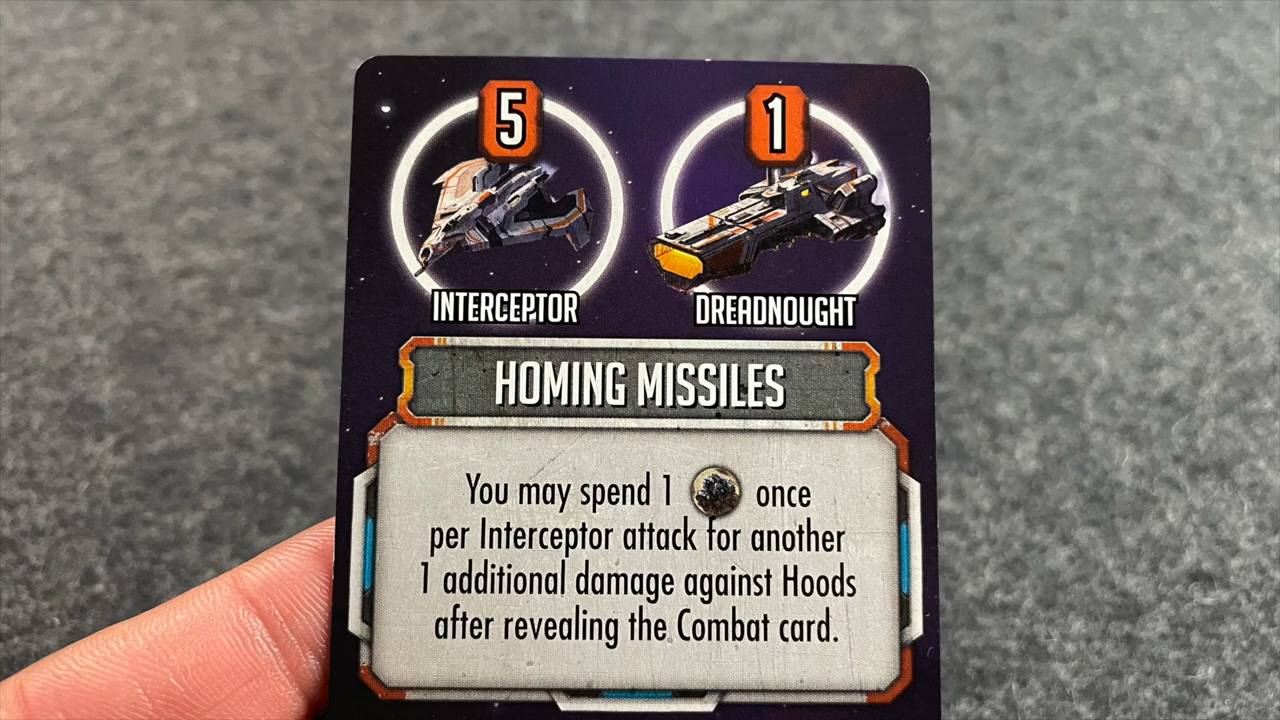 5 1
INTERCEPTOR DREADNOUGHT
HOMING MISSILES
You may spend 1 once
per Interceptor attack for another
1 additional damage against Hoods
after revealing the Combat card.